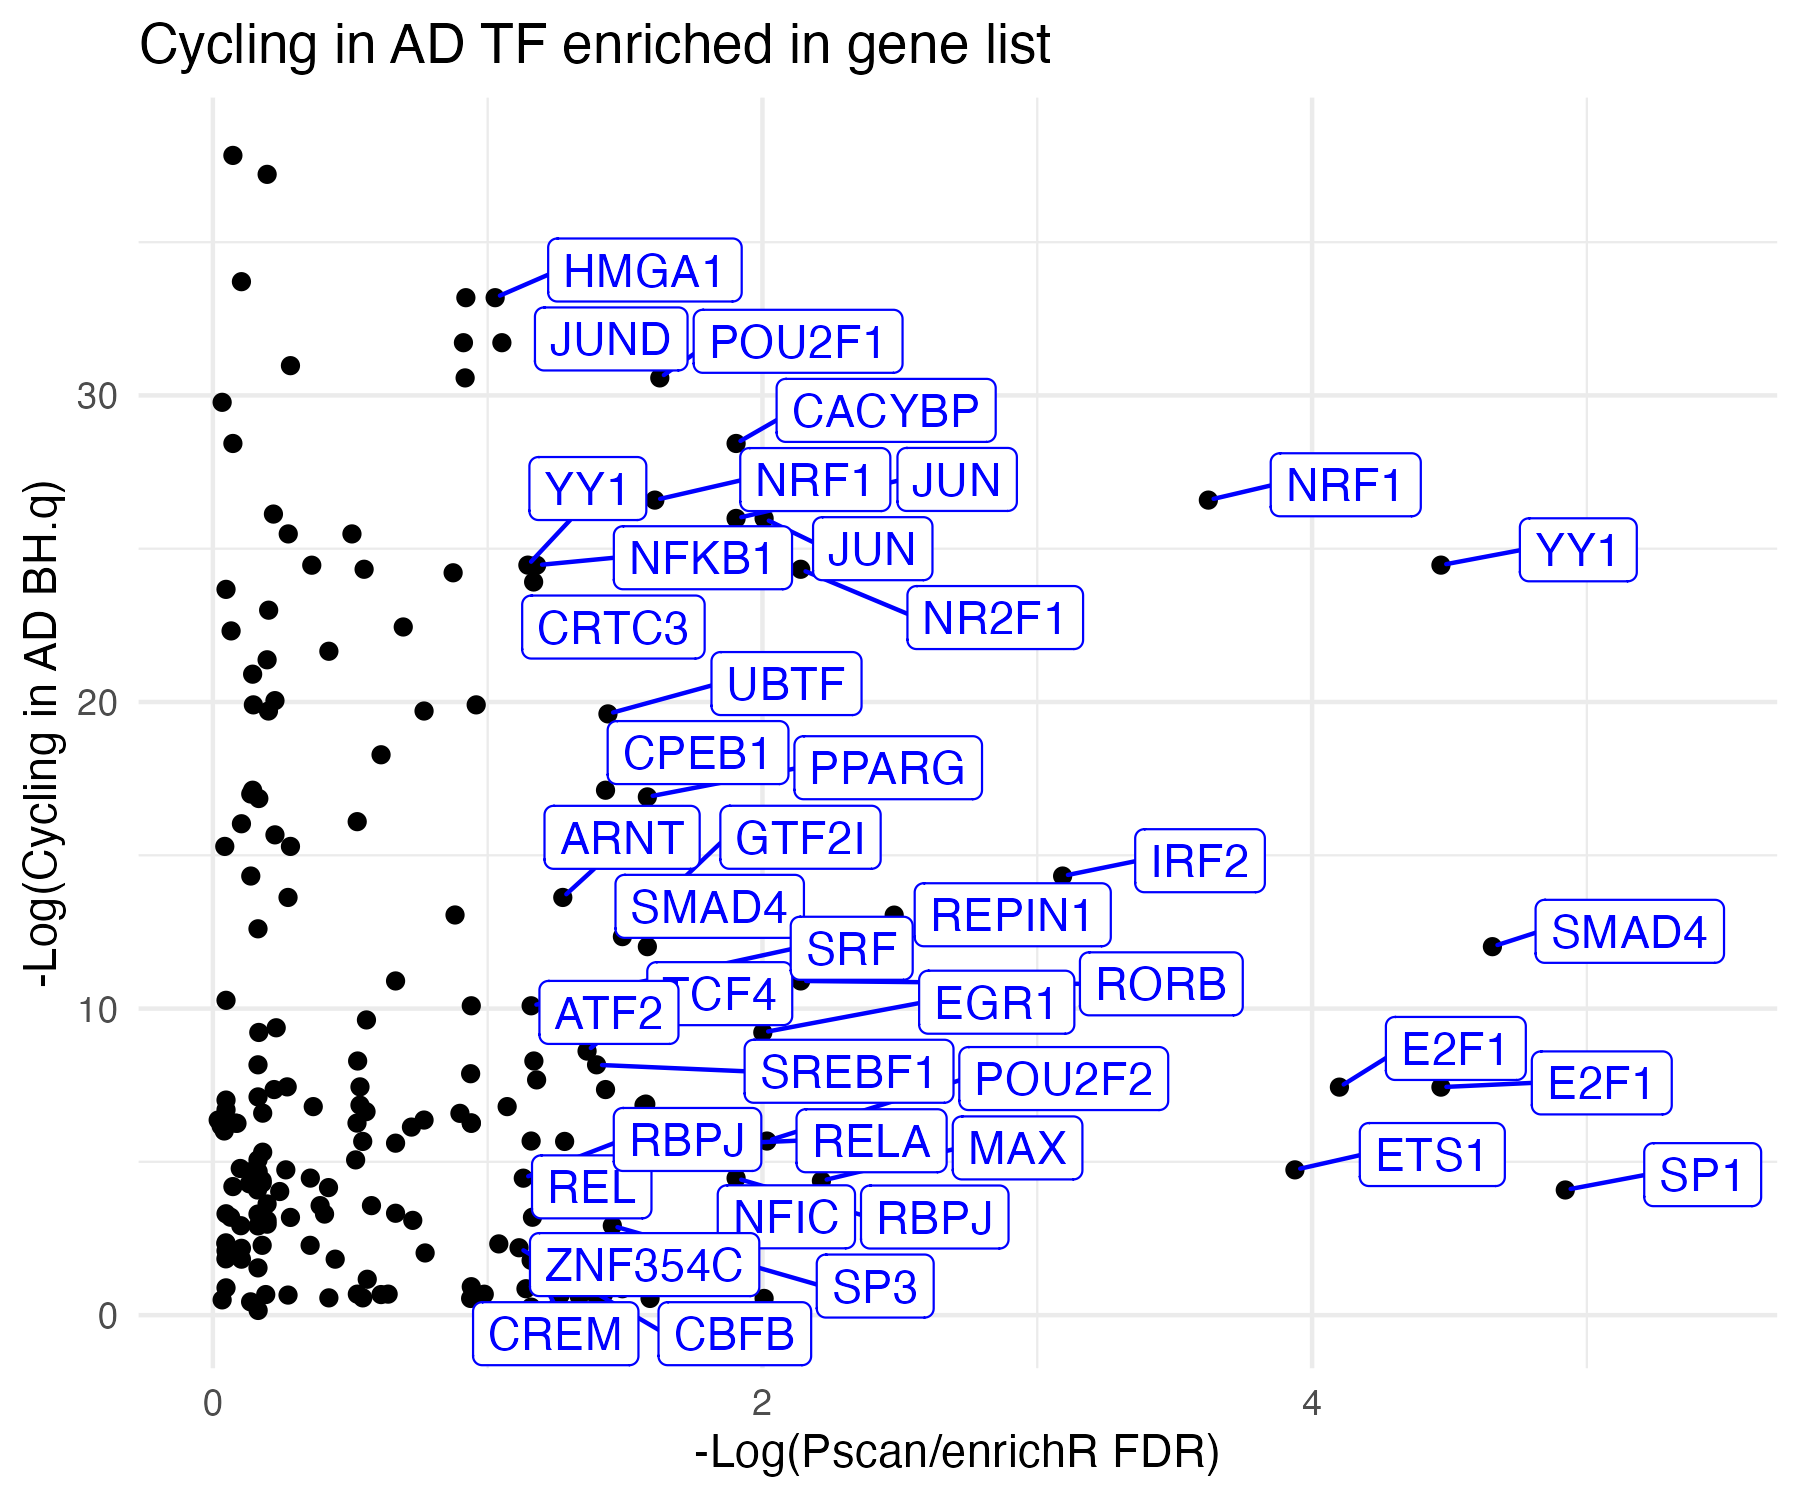 Cycling in AD TF enriched in gene list
-Log(Cycling in AD BH.q)
30
20
10
0
HMGA1
JUND
POU2F1
CACYBP
YY1
NRF1
JUN
NRF1
NFKB1
JUN
YY1
CRTC3
NR2F1
UBTF
CPEB1
PPARG
ARNT
GTF2I
IRF2
SMAD4
REPIN1
SRF
SMAD4
TCF4
RORB
ATF2
EGR1
E2F1
SREBF1
POU2F2
E2F1
RBPJ
RELA
MAX
ETS1
SP1
REL
NFIC
RBPJ
ZNF354C
SP3
CREM
CBFB
0
2
4
-Log(Pscan/enrichR FDR)